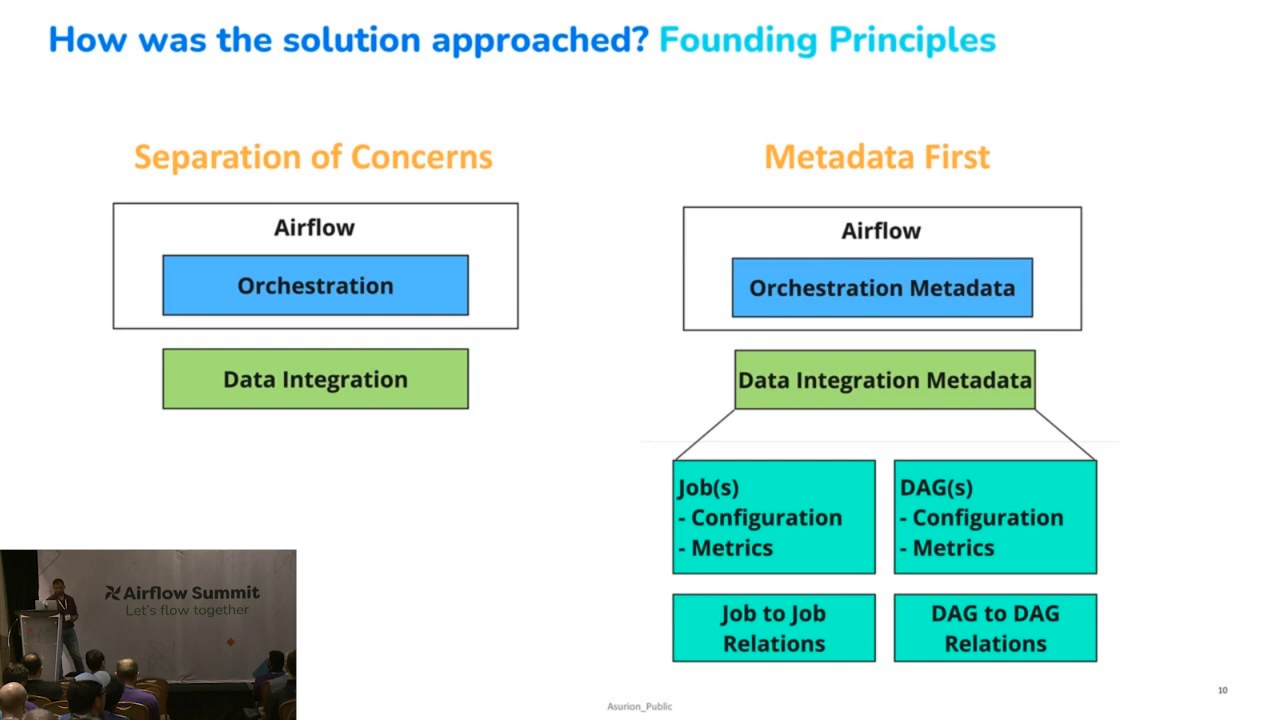 How was the solution approached? Founding Principles
Separation of Concerns
Airflow
Orchestration
Data Integration
Metadata First
Airflow
Orchestration Metadata
Data Integration Metadata
Job(s)
- Configuration
- Metrics
DAG(s)
- Configuration
- Metrics
Job to Job
Relations
DAG to DAG
Relations
Airflow Summit
Let's flow together
Asurion_Public
10